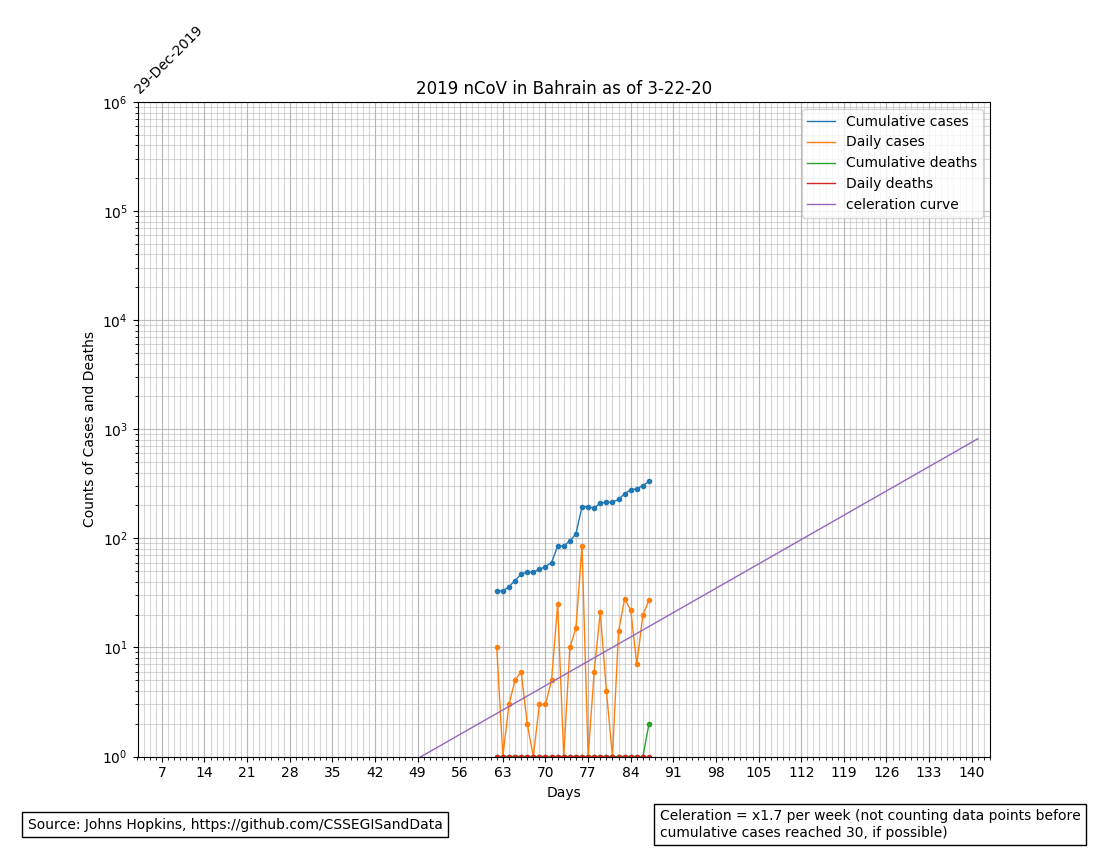 29-Dec-2019
2019 nCoV in Bahrain as of 3-22-20
Cumulative cases
Daily cases
Cumulative deaths
Daily deaths
celeration curve
10^6
10^5
10^4
10^3
10^2
10^1
10^0
Counts of Cases and Deaths
7 14 21 28 35 42 49 56 63 70 77 84 91 98 105 112 119 126 133 140
Days
Source: Johns Hopkins, https://github.com/CSSEGISandData
Celeration = x1.7 per week (not counting data points before
cumulative cases reached 30, if possible)